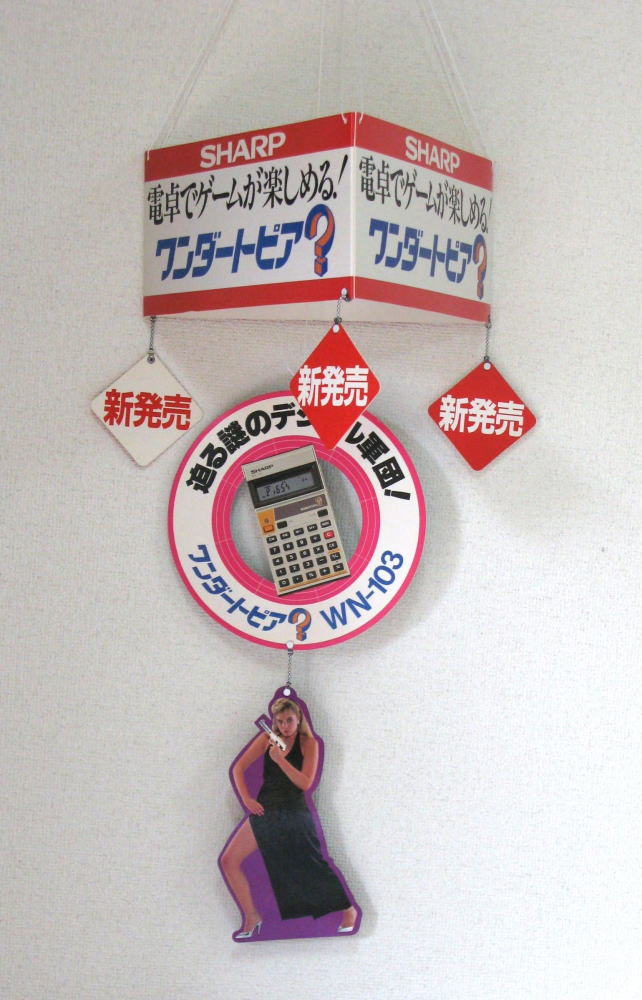 SHARP
電卓でゲームが楽しめる!
ワンダートピア?
SHARP
電卓でゲームが楽しめる!
ワンダートピア?
新発売
新発売
新発売
迫る謎のデジ ル軍団!
SHARP
ワンダートピア? WN-103